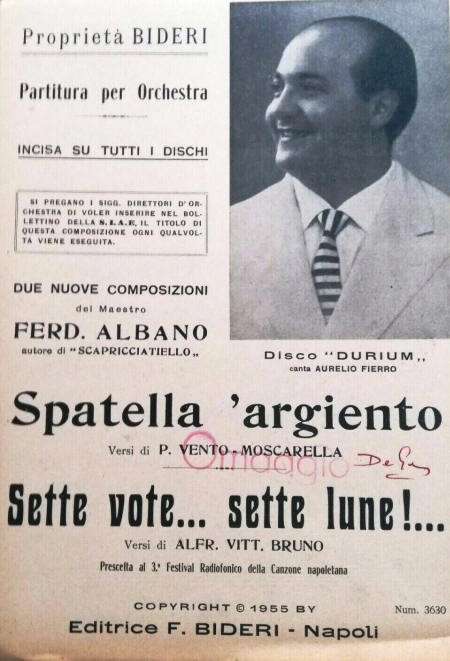 Proprietà BIDERI
Partitura per Orchestra
INCISA SU TUTTI I DISCHI
SI PREGANO I SIGG. DIRETTORI D'OR-
CHESTRA DI VOLER INSERIRE NEL BOL-
LETTINO DELLA S.I.A.E. IL TITOLO DI
QUESTA COMPOSIZIONE OGNI QUALVOL-
TA VIENE ESEGUITA.
DUE NUOVE COMPOSIZIONI
del Maestro
FERD. ALBANO
autore di "SCAPRICCIATIELLO„
Disco "DURIUM„
canta AURELIO FIERRO
Spatella 'argiento
Versi di P. VENTO-MOSCARELLA
Omaggio
Sette vote... sette lune!...
Versi di ALFR. VITT. BRUNO
Prescelta al 3.º Festival Radiofonico della Canzone napoletana
COPYRIGHT © 1955 BY
Num. 3630
Editrice F. BIDERI - Napoli